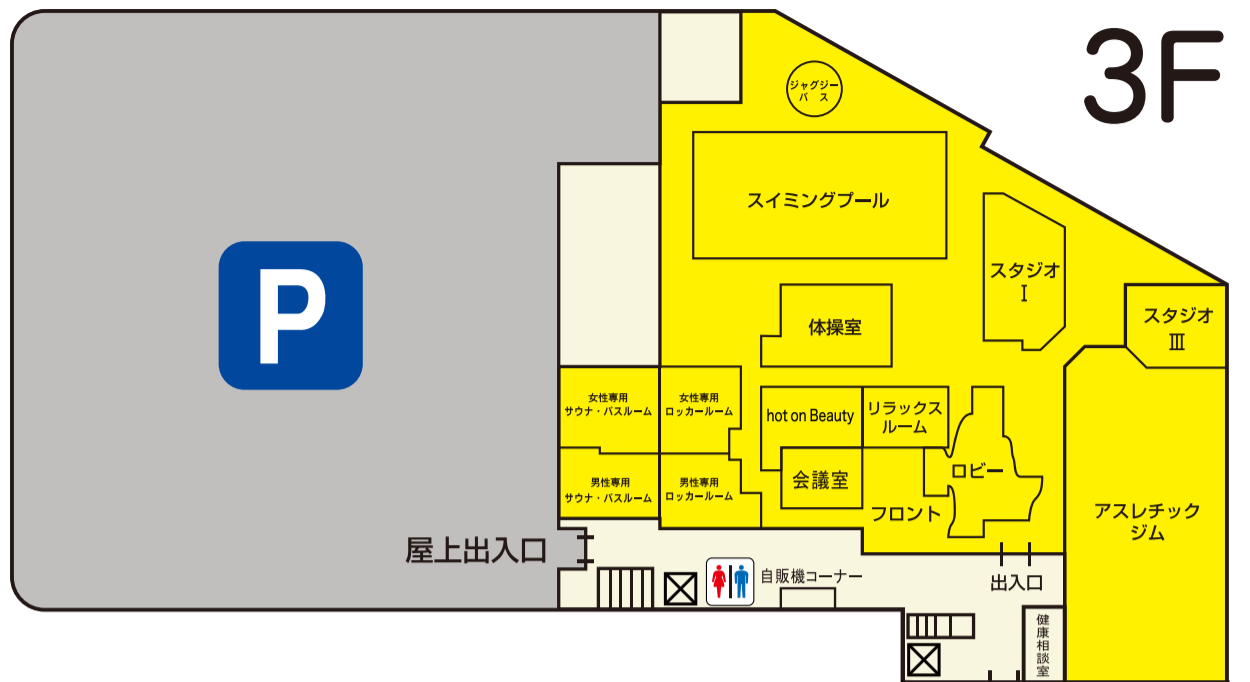 3F
ジャグジー
バス
スイミングプール
スタジオ
Ⅰ
スタジオ
Ⅲ
体操室
P
女性専用
サウナ・バスルーム
女性専用
ロッカールーム
hot on Beauty
リラックス
ルーム
ロビー
会議室
男性専用
サウナ・バスルーム
男性専用
ロッカールーム
フロント
アスレチック
ジム
屋上出入口
自販機コーナー
出入口
健康相談室